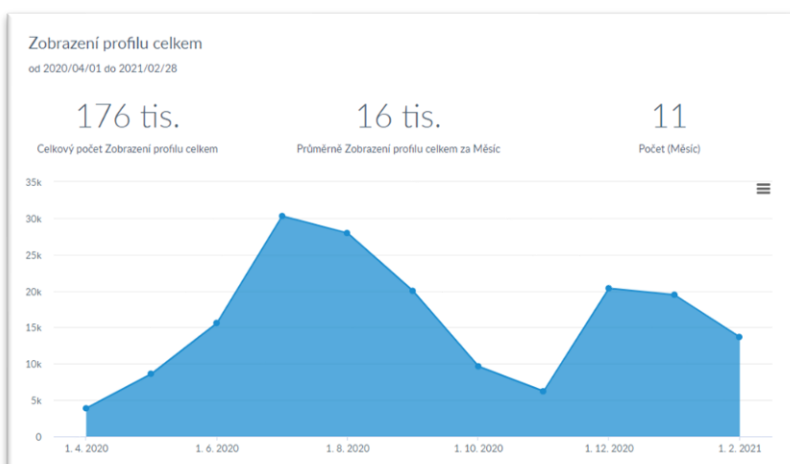 Zobrazení profilu celkem
od 2020/04/01 do 2021/02/28
176 tis.
16 tis.
11
Celkový počet Zobrazení profilu celkem
Průměrně Zobrazení profilu celkem za Měsíc
Počet (Měsíc)
35k
30k
25k
20k
15k
10k
5k
0
1. 4. 2020
1. 6. 2020
1. 8. 2020
1. 10. 2020
1. 12. 2020
1. 2. 2021